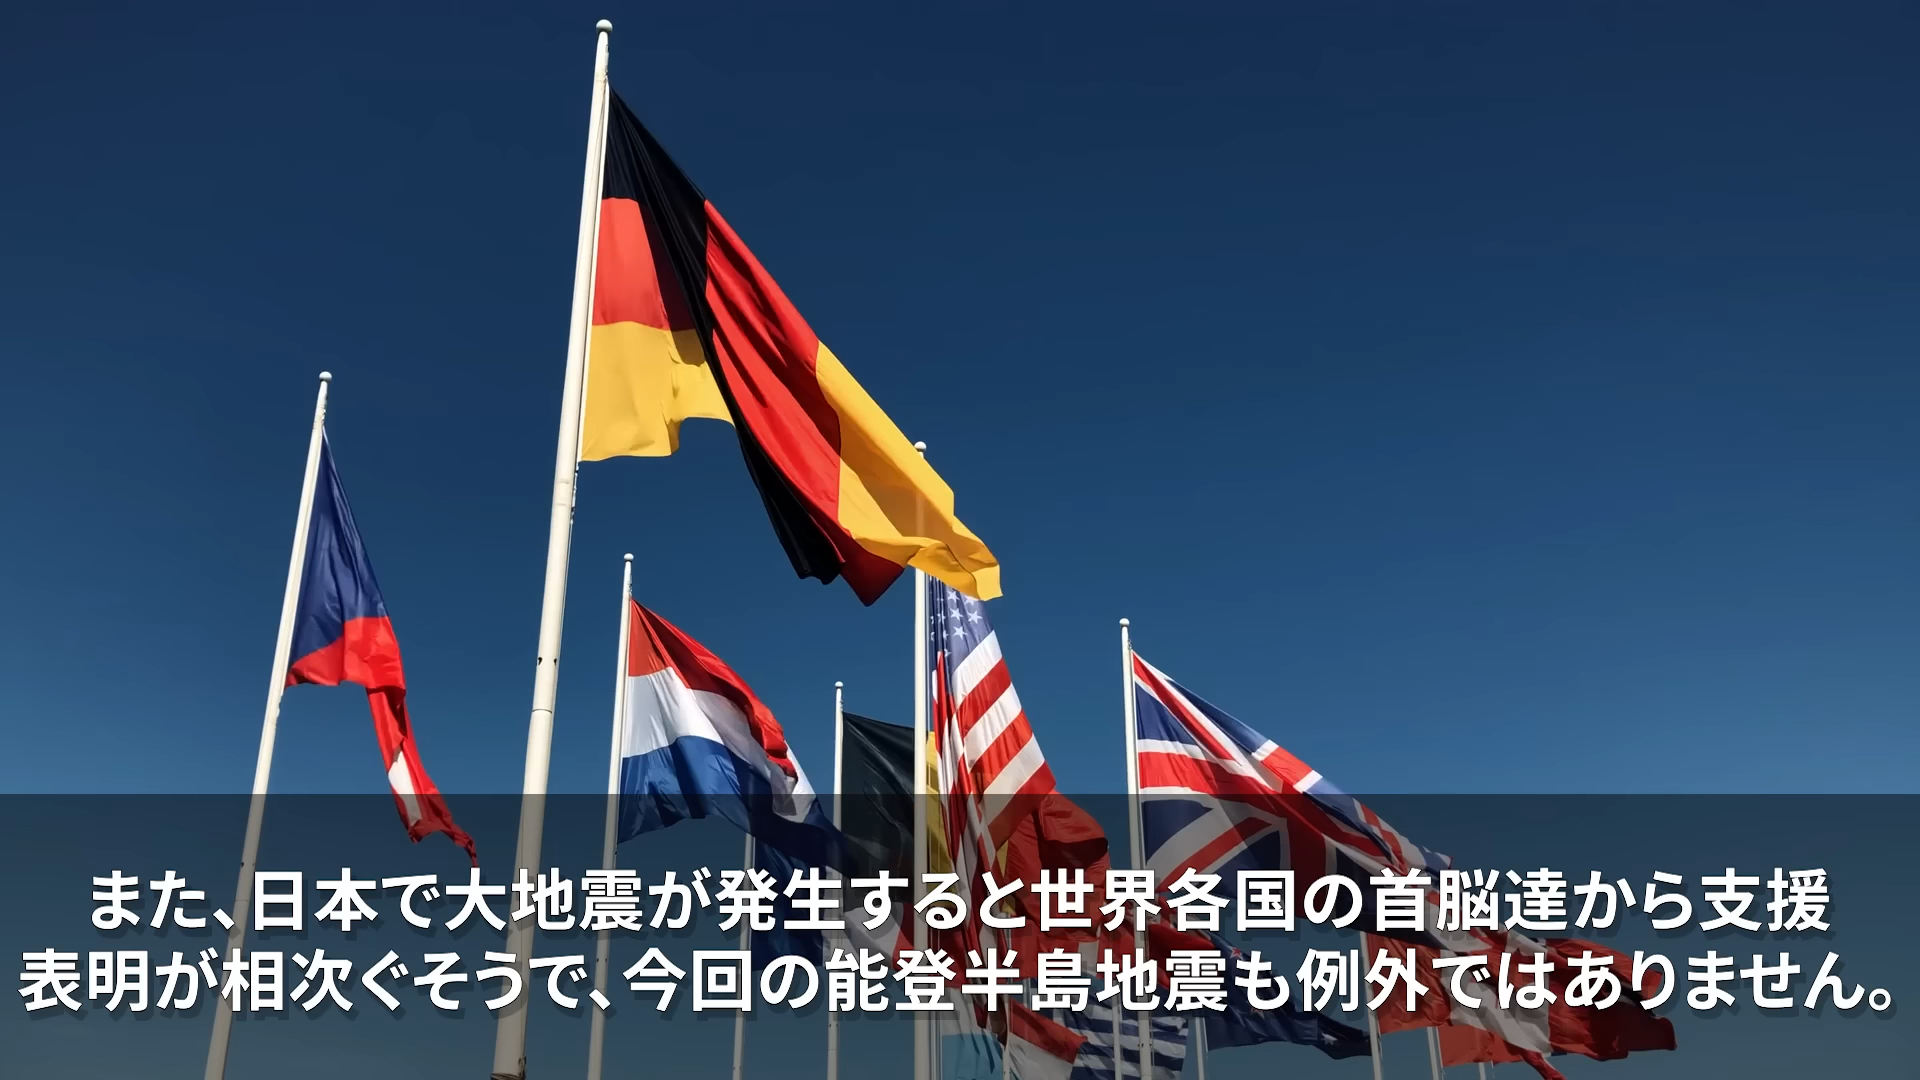 また、日本で大地震が発生すると世界各国の首脳達から支援
表明が相次ぐそうで、今回の能登半島地震も例外ではありません。